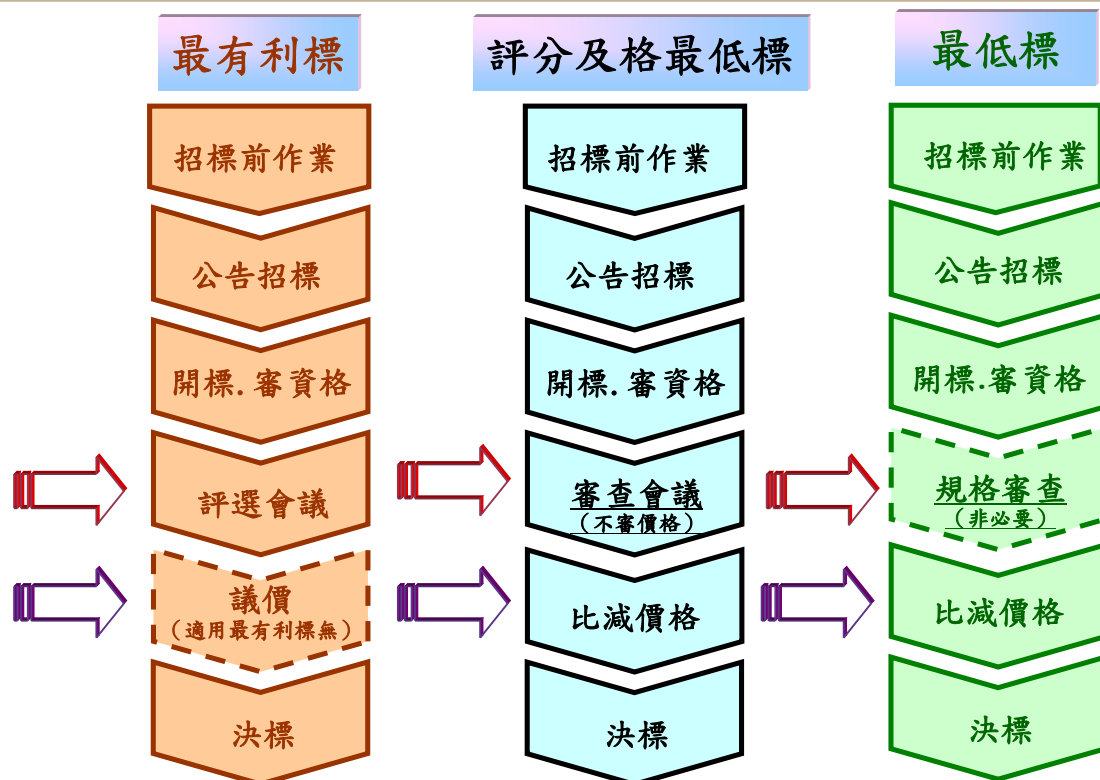 最有利標
招標前作業
公告招標
開標.審資格
評選會議
議價
（適用最有利標無）
決標
評分及格最低標
招標前作業
公告招標
開標.審資格
審查會議
（不審價格）
比減價格
決標
最低標
招標前作業
公告招標
開標.審資格
規格審查
（非必要）
比減價格
決標